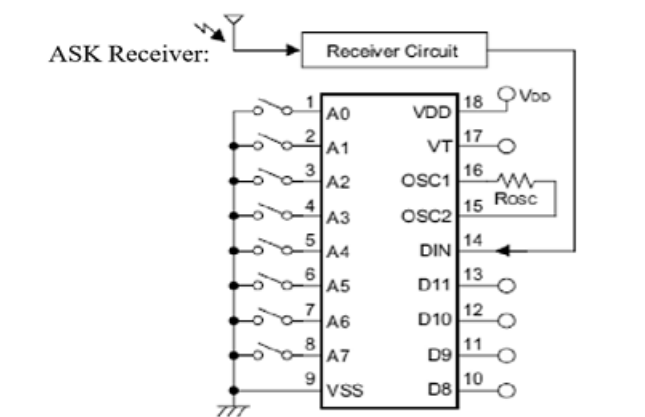 ASK Receiver:
Receiver Circuit
1 A0 VDD 18 VDD
2 A1 VT 17
3 A2 OSC1 16
ROSC
4 A3 OSC2 15
5 A4 DIN 14
6 A5 D11 13
7 A6 D10 12
8 A7 D9 11
9 VSS D8 10